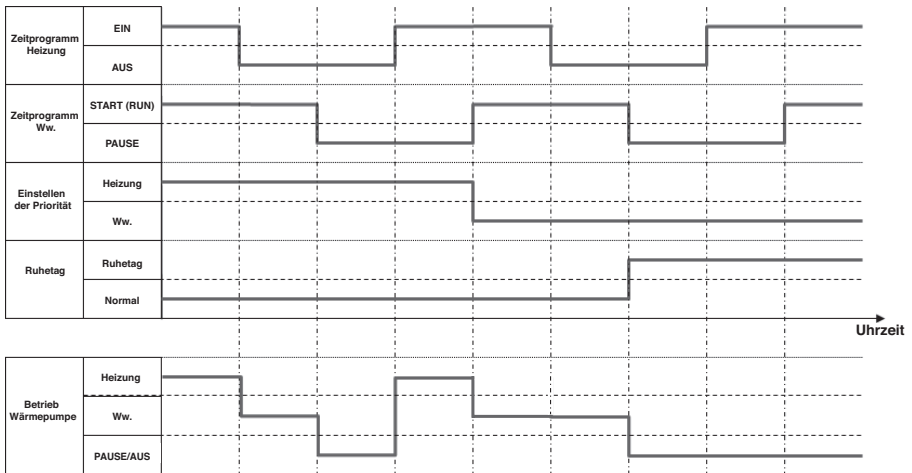 Zeitprogramm
Heizung
EIN
AUS
Zeitprogramm
Ww.
START (RUN)
PAUSE
Einstellen
der Priorität
Heizung
Ww.
Ruhetag
Ruhetag
Normal
Uhrzeit
Betrieb
Wärmepumpe
Heizung
Ww.
PAUSE/AUS